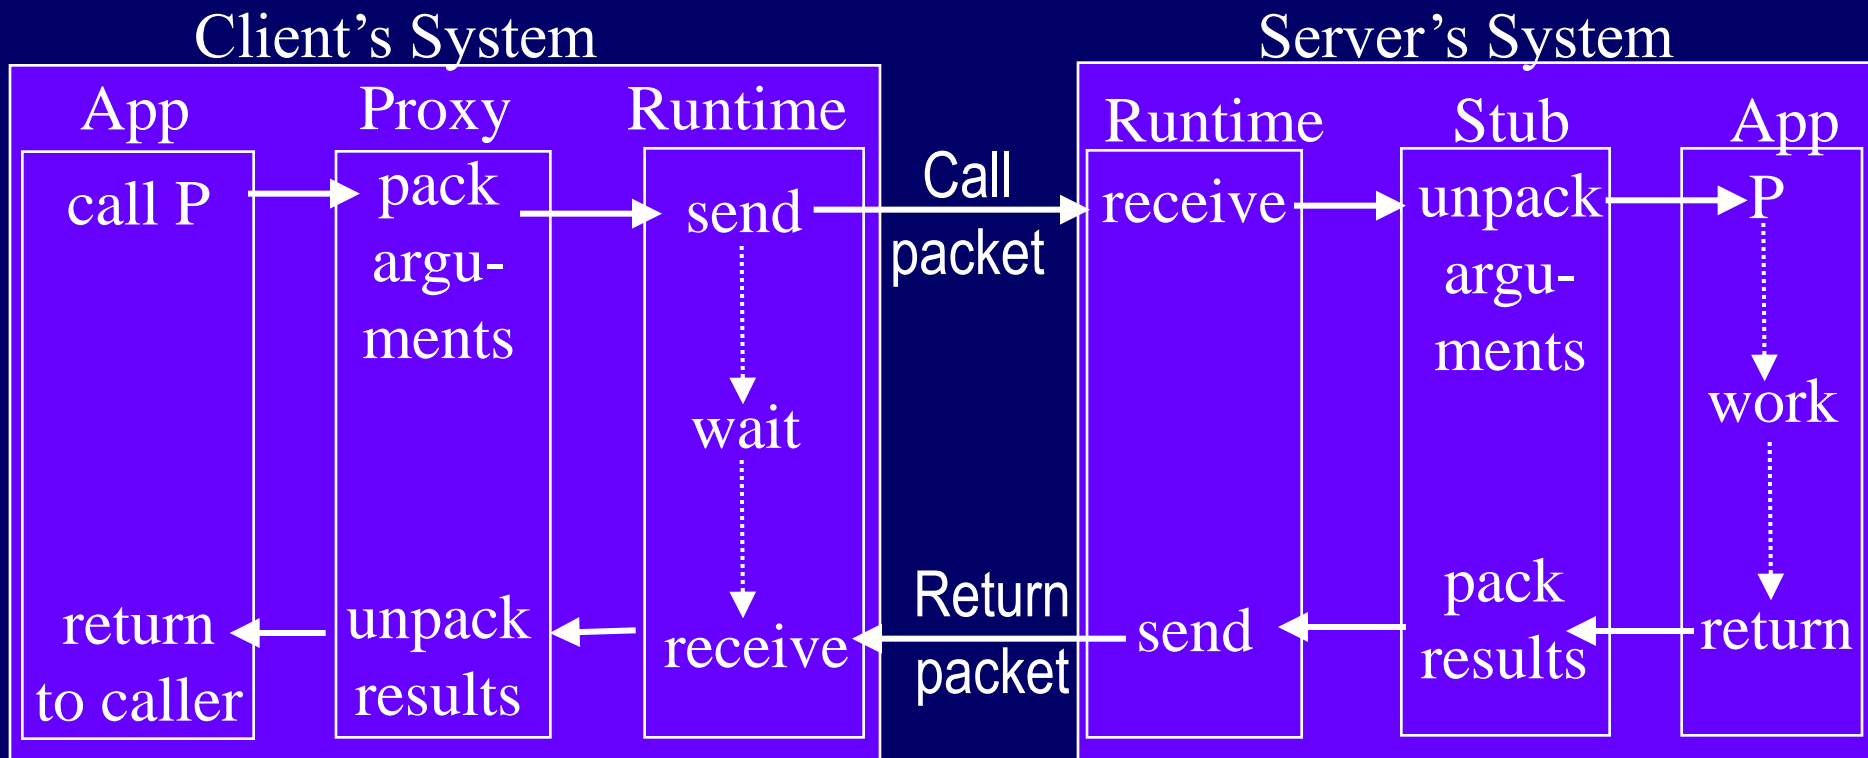 Client’s System
App
call P
return
to caller
Proxy
pack
argu-
ments
unpack
results
Runtime
send
wait
receive
Call
packet
Return
packet
Server’s System
Runtime
receive
send
Stub
unpack
argu-
ments
pack
results
App
P
work
return